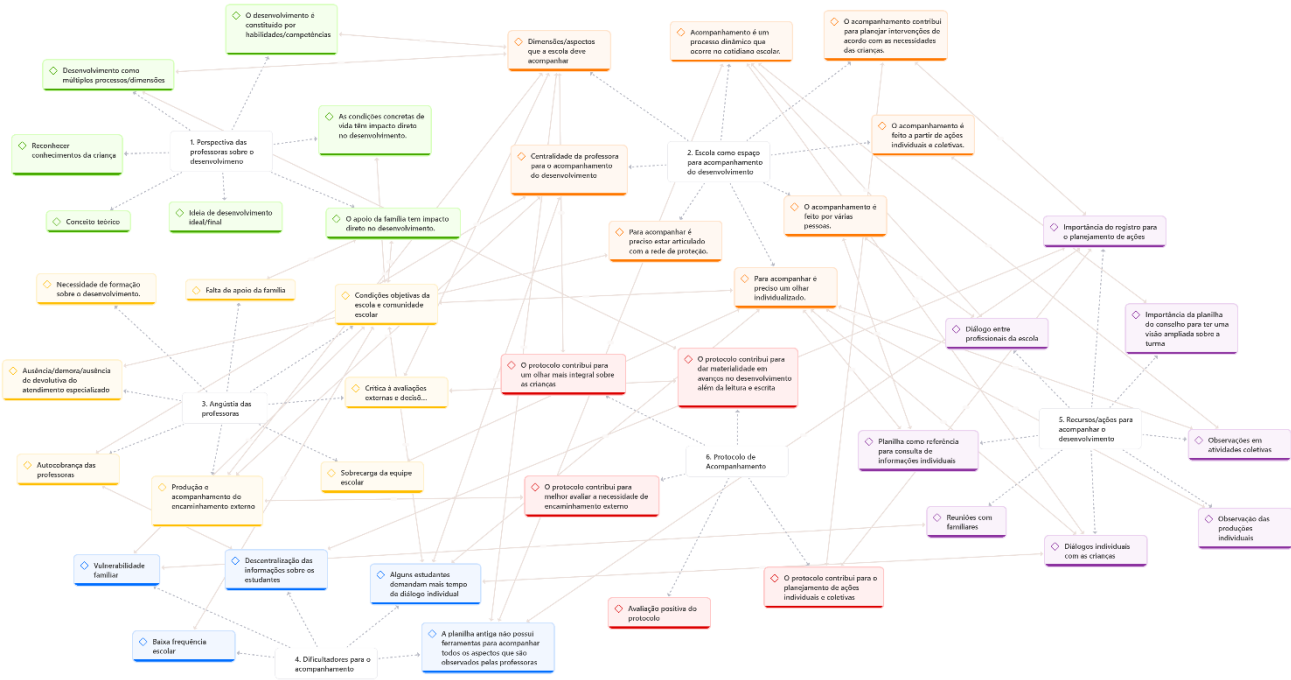 O desenvolvimento é
constituído por
habilidades/competências
Desenvolvimento como
múltiplos processos/dimensões
As condições concretas de
vida têm impacto direto
no desenvolvimento.
1. Perspectiva das
professoras sobre o
desenvolvimeno
Reconhecer
conhecimentos da criança
Conceito teórico
Ideia de desenvolvimento
ideal/final
O apoio da família tem impacto
direto no desenvolvimento.
Dimensões/aspectos
que a escola deve
acompanhar
Acompanhamento é um
processo dinâmico que
ocorre no cotidiano escolar.
O acompanhamento contribui
para planejar intervenções de
acordo com as necessidades
das crianças.
O acompanhamento é
feito a partir de ações
individuais e coletivas.
Centralidade da professora
para o acompanhamento
do desenvolvimento
2. Escola como espaço
para acompanhamento
do desenvolvimento
O acompanhamento é
feito por várias
pessoas.
Para acompanhar é
preciso estar articulado
com a rede de proteção.
Para acompanhar é
preciso um olhar
individualizado.
Necessidade de formação
sobre o desenvolvimento.
Falta de apoio da família
Condições objetivas da
escola e comunidade
escolar
Ausência/demora/ausência
de devolutiva do
atendimento especializado
3. Angústia das
professoras
Crítica à avaliações
externas e decisõ...
Autocobrança das
professoras
Produção e
acompanhamento do
encaminhamento externo
Sobrecarga da equipe
escolar
Vulnerabilidade
familiar
Descentralização das
informações sobre os
estudantes
Alguns estudantes
demandam mais tempo
do diálogo individual
Baixa frequência
escolar
4. Dificultadores para o
acompanhamento
A planilha antiga não possui
ferramentas para acompanhar
todos os aspectos que são
observados pelas professoras
O protocolo contribui para
um olhar mais integral sobre
as crianças
O protocolo contribui para
dar materialidade em
avanços no desenvolvimento
além da leitura e escrita
6. Protocolo de
Acompanhamento
O protocolo contribui para
melhor avaliar a necessidade de
encaminhamento externo
Avaliação positiva do
protocolo
O protocolo contribui para o
planejamento de ações
individuais e coletivas
Importância do registro para
o planejamento de ações
Diálogo entre
profissionais da escola
Importância da planilha
do conselho para ter uma
visão ampliada sobre a
turma
5. Recursos/ações para
acompanhar o
desenvolvimento
Planilha como referência
para consulta de
informações individuais
Observações em
atividades coletivas
Reuniões com
familiares
Observação das
produções
individuais
Diálogos individuais
com as crianças